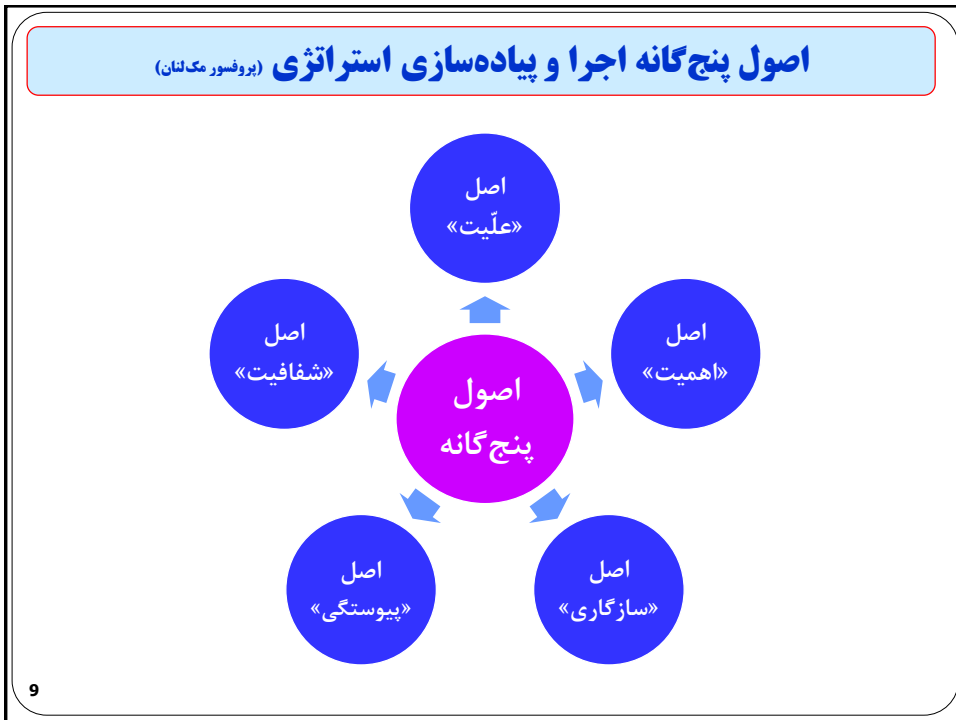 اصول پنج‌گانه اجرا و پیاده‌سازی استراتژی (پروفسور مک‌لنان)
اصل
«علّیت»
اصل
«اهمیت»
اصل
«شفافیت»
اصول
پنج‌گانه
اصل
«سازگاری»
اصل
«پیوستگی»
9